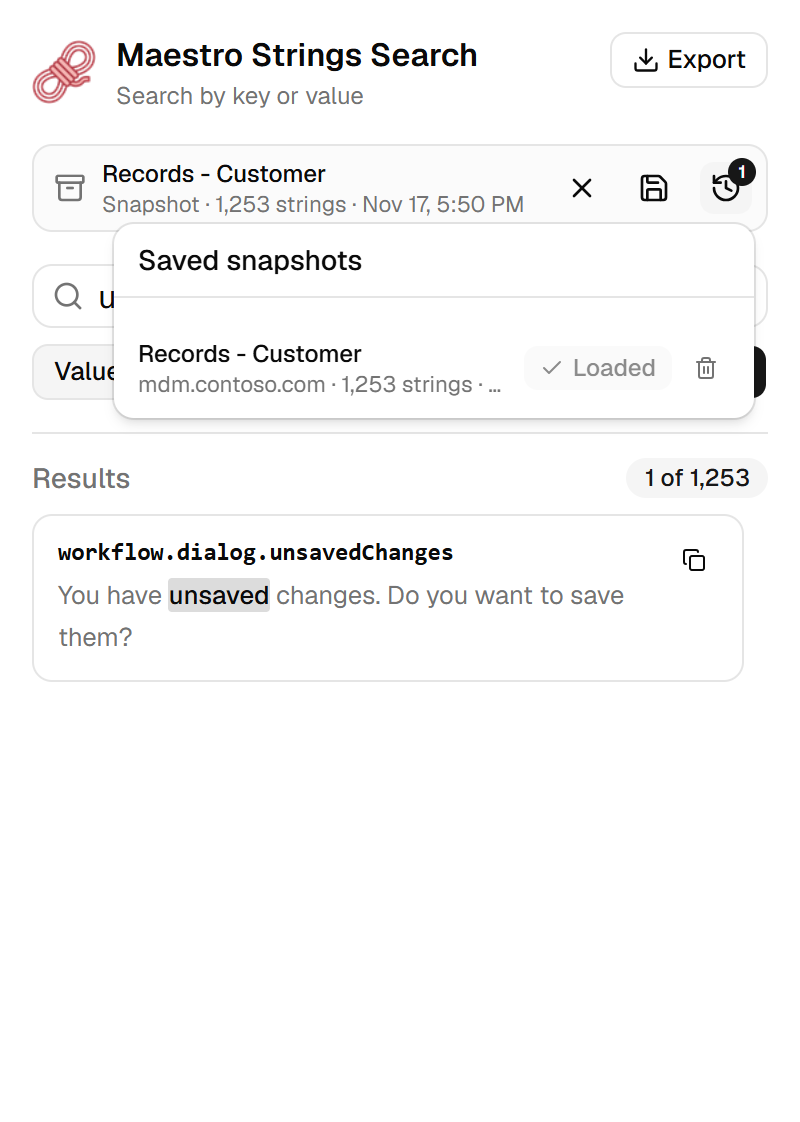 Maestro Strings Search
Search by key or value
Export
Records - Customer
Snapshot · 1,253 strings · Nov 17, 5:50 PM
1
Saved snapshots
Records - Customer
mdm.contoso.com · 1,253 strings · ...
Loaded
Value
Results
1 of 1,253
workflow.dialog.unsavedChanges
You have unsaved changes. Do you want to save
them?